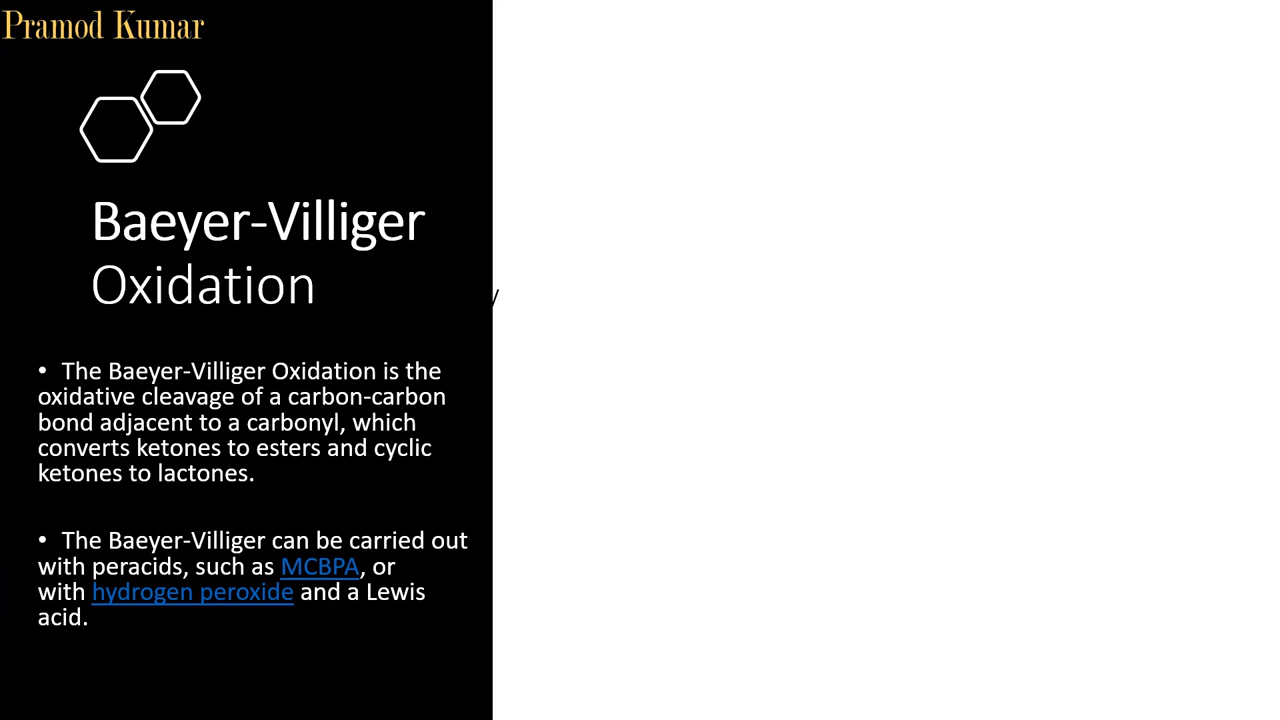 Pramod Kumar
Baeyer-Villiger
Oxidation
• The Baeyer-Villiger Oxidation is the
oxidative cleavage of a carbon-carbon
bond adjacent to a carbonyl, which
converts ketones to esters and cyclic
ketones to lactones.
• The Baeyer-Villiger can be carried out
with peracids, such as MCBPA, or
with hydrogen peroxide and a Lewis
acid.